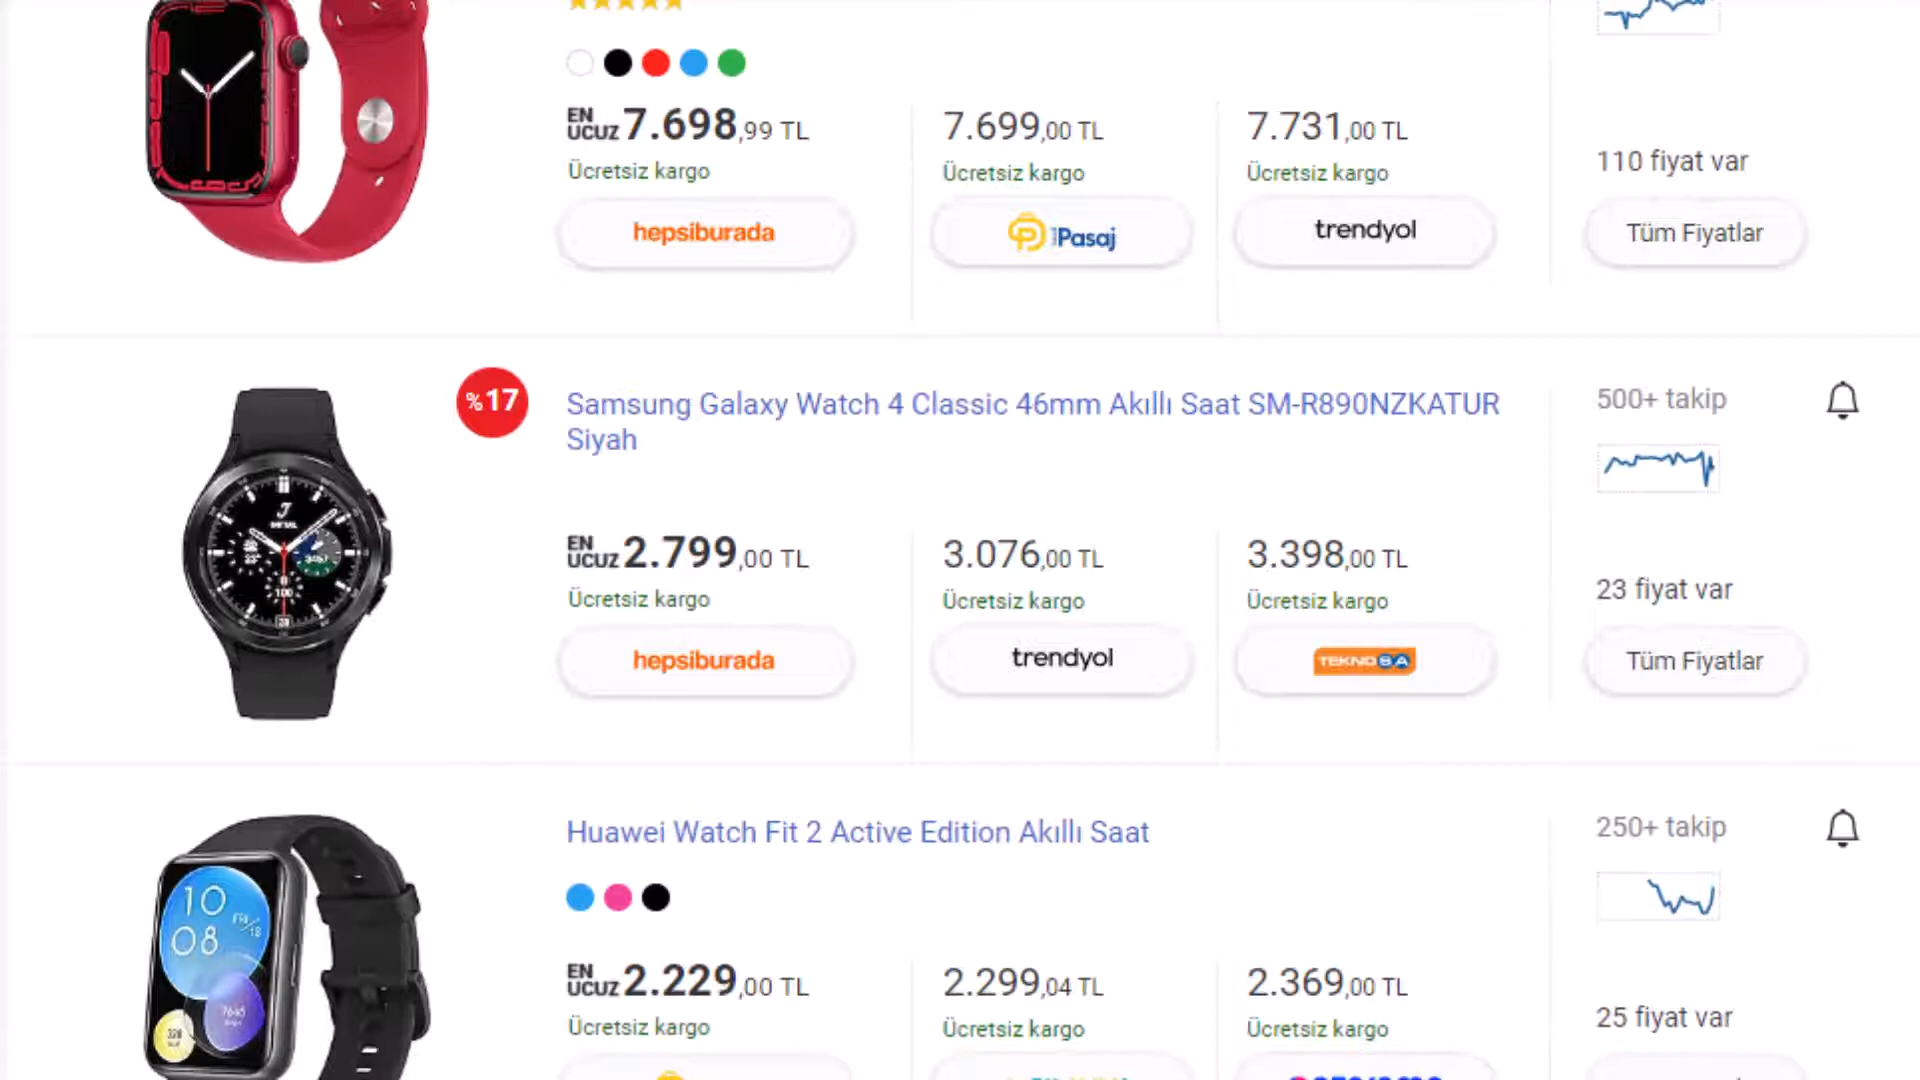 EN UCUZ 7.698,99 TL
Ücretsiz kargo
hepsiburada
7.699,00 TL
Ücretsiz kargo
Pasaj
7.731,00 TL
Ücretsiz kargo
trendyol
110 fiyat var
Tüm Fiyatlar
%17
Samsung Galaxy Watch 4 Classic 46mm Akıllı Saat SM-R890NZKATUR
Siyah
500+ takip
EN UCUZ 2.799,00 TL
Ücretsiz kargo
hepsiburada
3.076,00 TL
Ücretsiz kargo
trendyol
3.398,00 TL
Ücretsiz kargo
TEKNOSA
23 fiyat var
Tüm Fiyatlar
10
08
Huawei Watch Fit 2 Active Edition Akıllı Saat
250+ takip
EN UCUZ 2.229,00 TL
Ücretsiz kargo
2.299,04 TL
Ücretsiz kargo
2.369,00 TL
Ücretsiz kargo
25 fiyat var